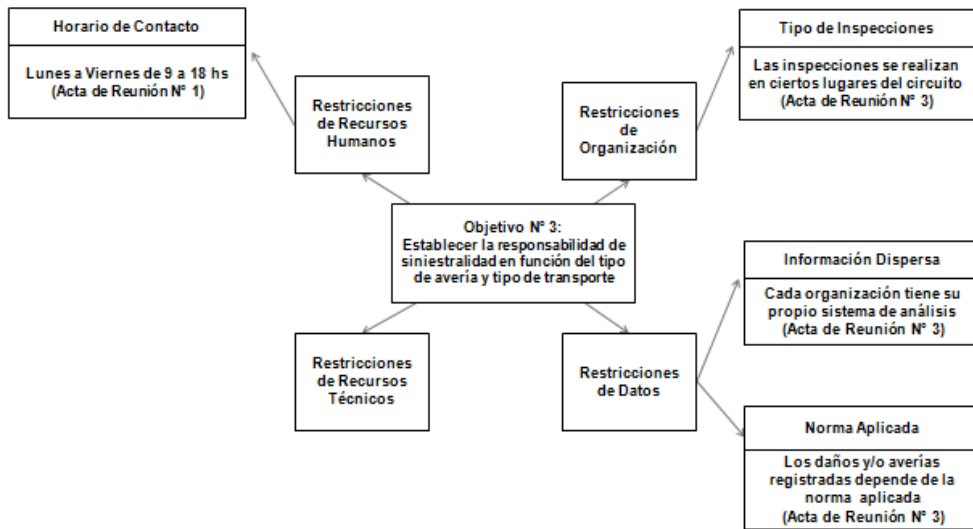 Horario de Contacto
Lunes a Viernes de 9 a 18 hs
(Acta de Reunión N° 1)
Restricciones
de Recursos
Humanos
Restricciones
de
Organización
Tipo de Inspecciones
Las inspecciones se realizan
en ciertos lugares del circuito
(Acta de Reunión N° 3)
Objetivo N° 3:
Establecer la responsabilidad de
siniestralidad en función del tipo
de avería y tipo de transporte
Restricciones
de Recursos
Técnicos
Restricciones
de Datos
Información Dispersa
Cada organización tiene su
propio sistema de análisis
(Acta de Reunión N° 3)
Norma Aplicada
Los daños y/o averías
registradas depende de la
norma aplicada
(Acta de Reunión N° 3)